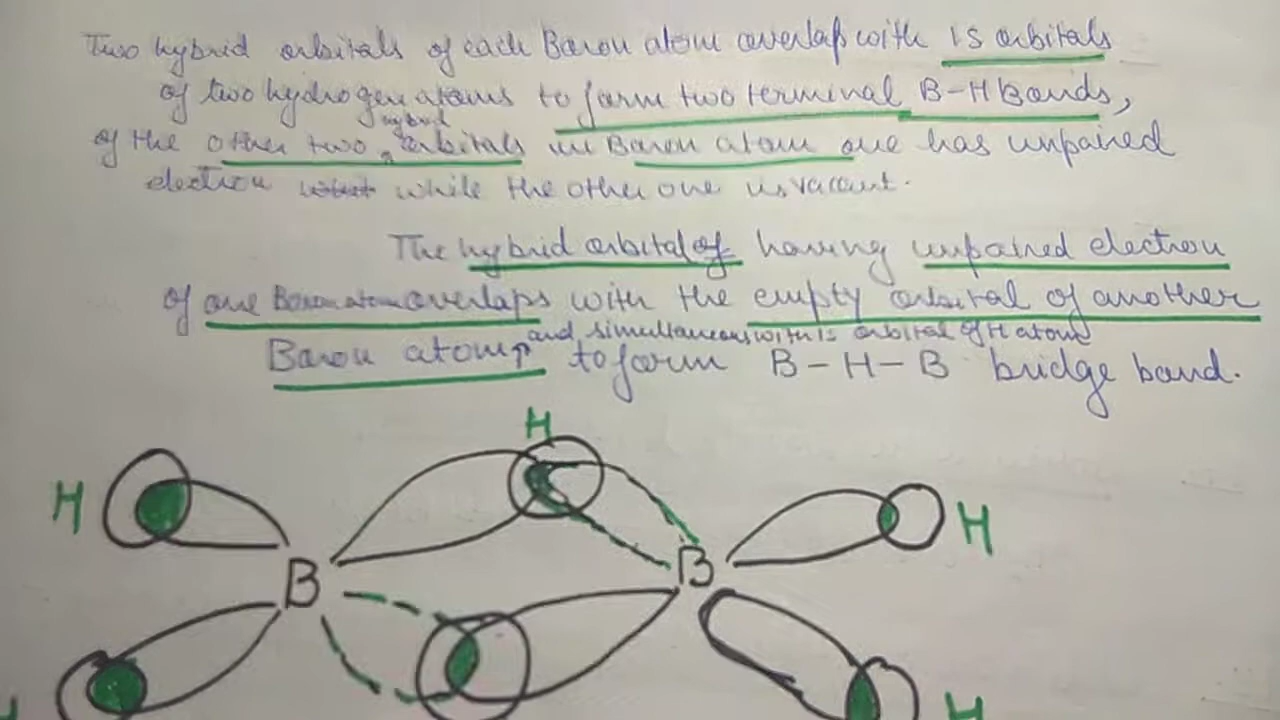 Two hybrid orbitals of each Boron atom overlap with 1S orbitals
of two hydrogen atoms to form two terminal B-H Bonds,
of the other two hybrid orbitals in Boron atom one has unpaired
electron while the other one is vacant.
The hybrid orbital of having unpaired electron
of one Boron atom overlaps with the empty orbital of another
and simultaneous with 1s orbital of H atom
Boron atom, to form B-H-B bridge bond.
H
H
H
B
B
H
H